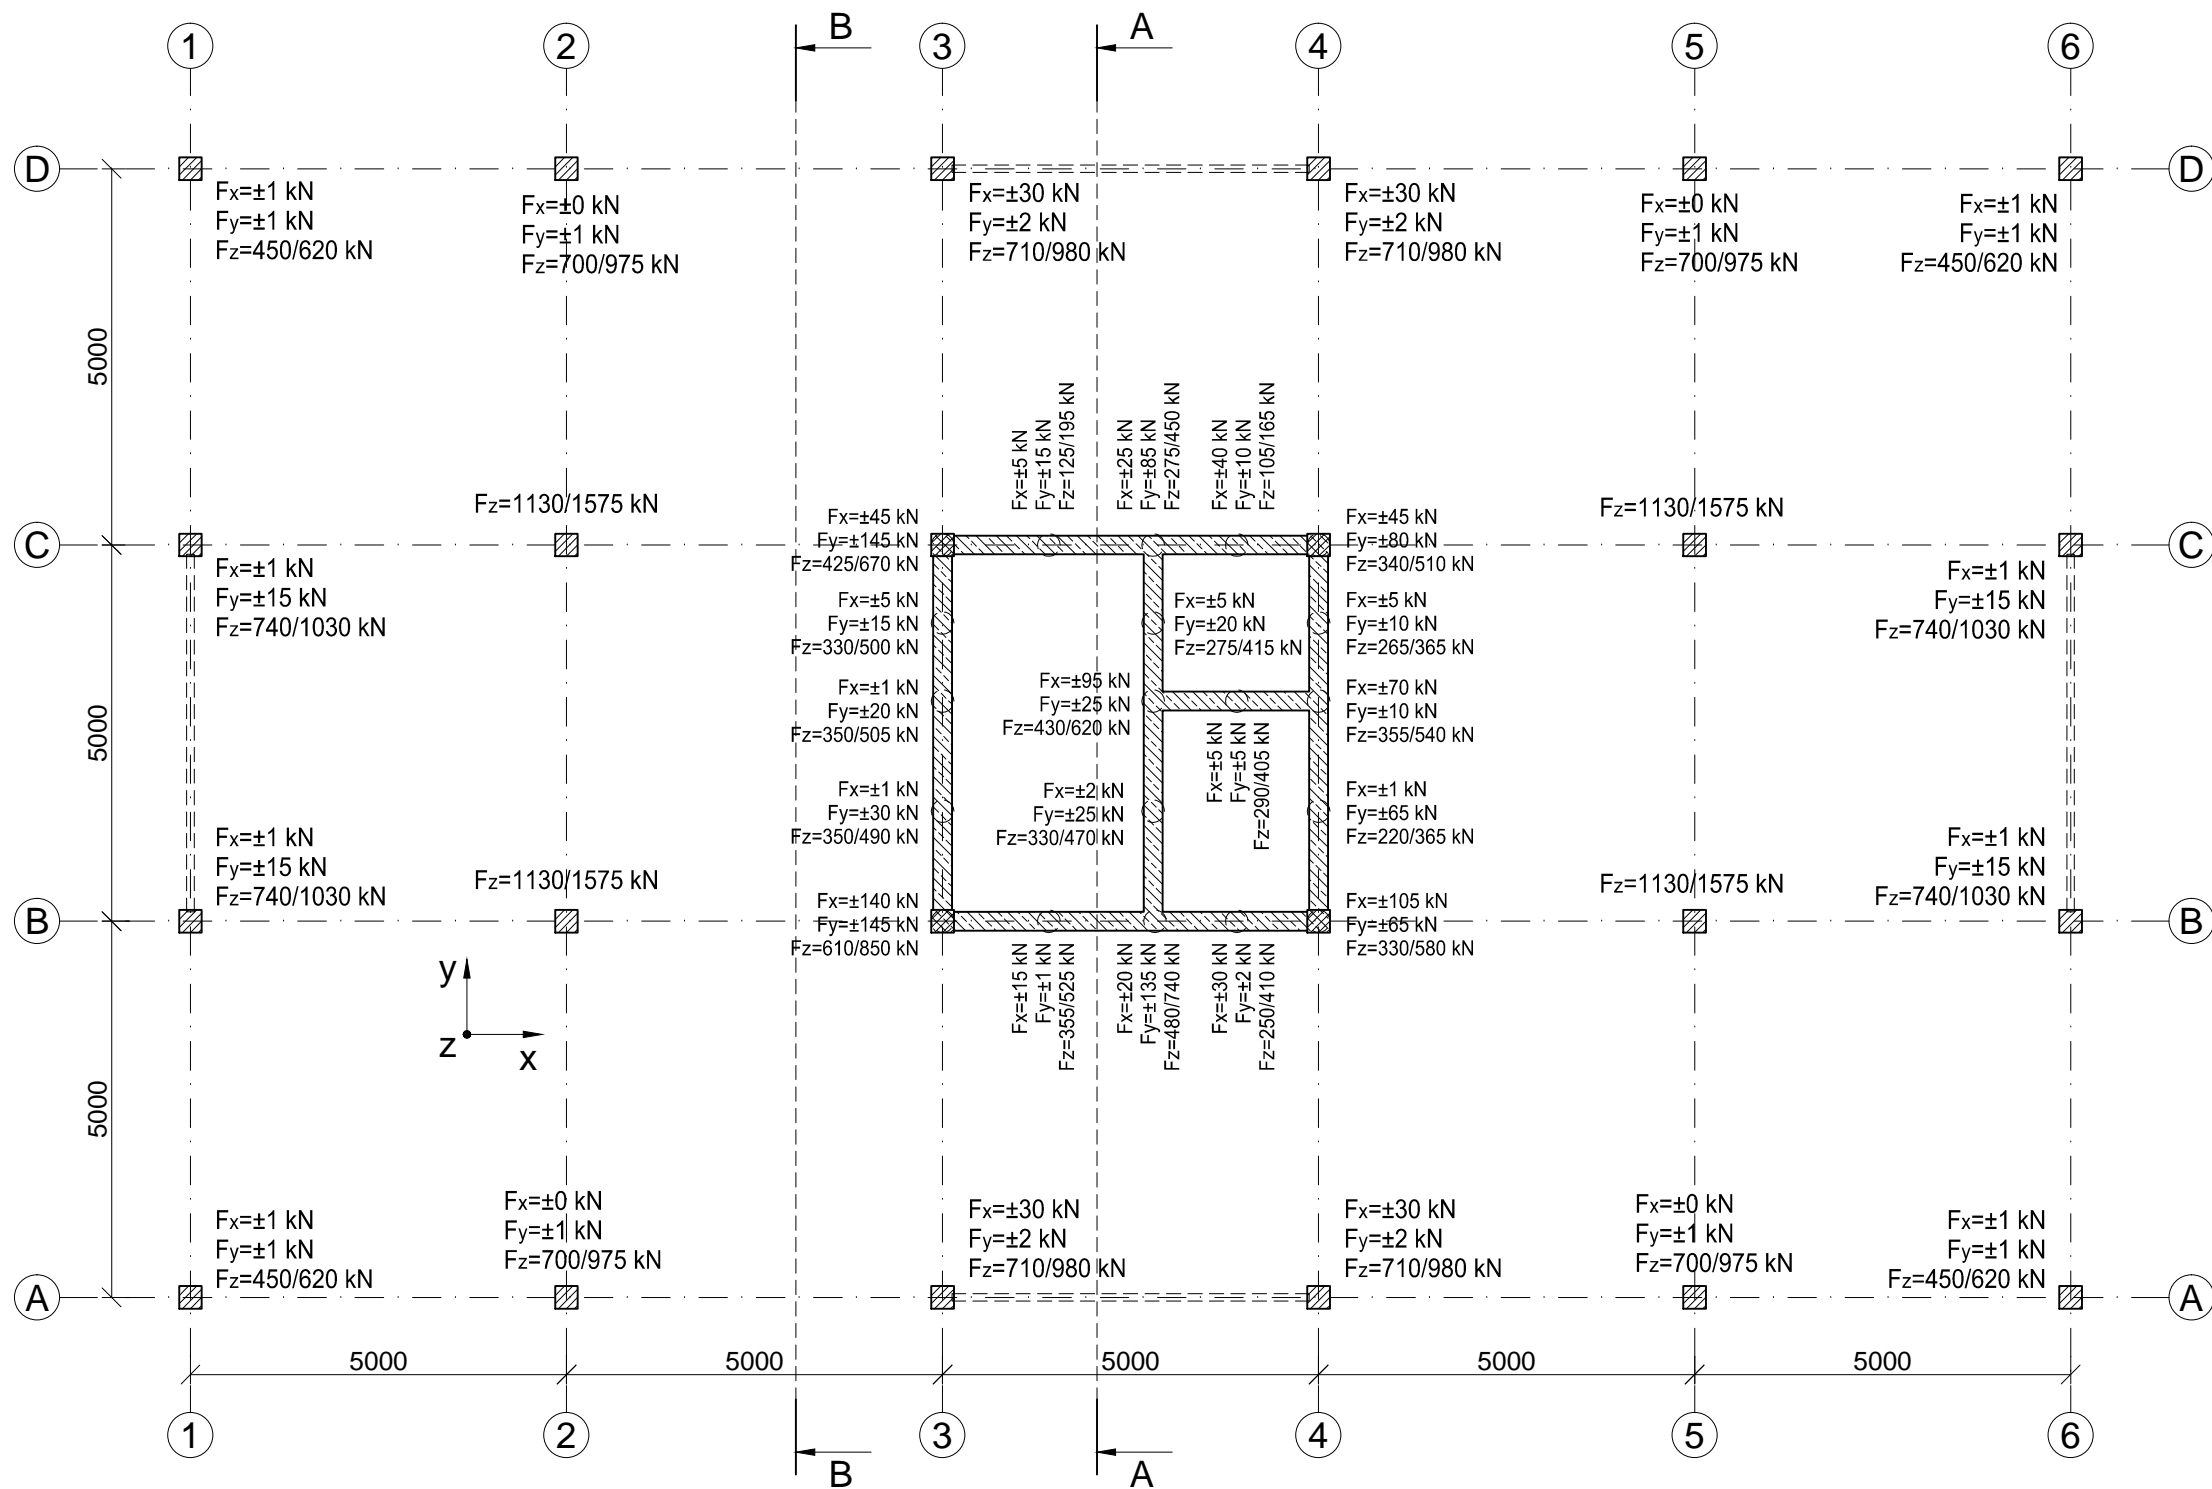 B
A
1
2
3
4
5
6
D
D
Fx=±1 kN
Fy=±1 kN
Fz=450/620 kN
Fx=±0 kN
Fy=±1 kN
Fz=700/975 kN
Fx=±30 kN
Fy=±2 kN
Fz=710/980 kN
Fx=±30 kN
Fy=±2 kN
Fz=710/980 kN
Fx=±0 kN
Fy=±1 kN
Fz=700/975 kN
Fx=±1 kN
Fy=±1 kN
Fz=450/620 kN
5000
Fx=±5 kN
Fy=±15 kN
Fz=125/195 kN
Fx=±25 kN
Fy=±85 kN
Fz=275/450 kN
Fx=±40 kN
Fy=±10 kN
Fz=105/165 kN
Fz=1130/1575 kN
Fz=1130/1575 kN
C
C
Fx=±45 kN
Fy=±145 kN
Fz=425/670 kN
Fx=±45 kN
Fy=±80 kN
Fz=340/510 kN
Fx=±1 kN
Fy=±15 kN
Fz=740/1030 kN
Fx=±1 kN
Fy=±15 kN
Fz=740/1030 kN
Fx=±5 kN
Fy=±15 kN
Fz=330/500 kN
Fx=±5 kN
Fy=±20 kN
Fz=275/415 kN
Fx=±5 kN
Fy=±10 kN
Fz=265/365 kN
5000
Fx=±1 kN
Fy=±20 kN
Fz=350/505 kN
Fx=±95 kN
Fy=±25 kN
Fz=430/620 kN
Fx=±70 kN
Fy=±10 kN
Fz=355/540 kN
Fx=±5 kN
Fy=±5 kN
Fz=290/405 kN
Fx=±1 kN
Fy=±30 kN
Fz=350/490 kN
Fx=±2 kN
Fy=±25 kN
Fz=330/470 kN
Fx=±1 kN
Fy=±65 kN
Fz=220/365 kN
Fx=±1 kN
Fy=±15 kN
Fz=740/1030 kN
Fz=1130/1575 kN
Fz=1130/1575 kN
Fx=±1 kN
Fy=±15 kN
Fz=740/1030 kN
B
B
Fx=±140 kN
Fy=±145 kN
Fz=610/850 kN
Fx=±105 kN
Fy=±65 kN
Fz=330/580 kN
Fx=±15 kN
Fy=±1 kN
Fz=355/525 kN
Fx=±20 kN
Fy=±135 kN
Fz=480/740 kN
Fx=±30 kN
Fy=±2 kN
Fz=250/410 kN
y
z
x
5000
Fx=±1 kN
Fy=±1 kN
Fz=450/620 kN
Fx=±0 kN
Fy=±1 kN
Fz=700/975 kN
Fx=±30 kN
Fy=±2 kN
Fz=710/980 kN
Fx=±30 kN
Fy=±2 kN
Fz=710/980 kN
Fx=±0 kN
Fy=±1 kN
Fz=700/975 kN
Fx=±1 kN
Fy=±1 kN
Fz=450/620 kN
A
A
5000
5000
5000
5000
5000
1
2
3
4
5
6
B
A